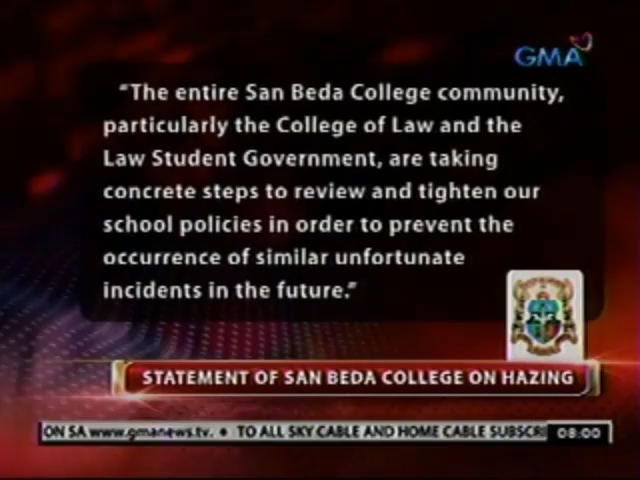 GMA
"The entire San Beda College community,
particularly the College of Law and the
Law Student Government, are taking
concrete steps to review and tighten our
school policies in order to prevent the
occurrence of similar unfortunate
incidents in the future."
STATEMENT OF SAN BEDA COLLEGE ON HAZING
ON SA www.gmanews.tv. • TO ALL SKY CABLE AND HOME CABLE SUBSCRI
08:00